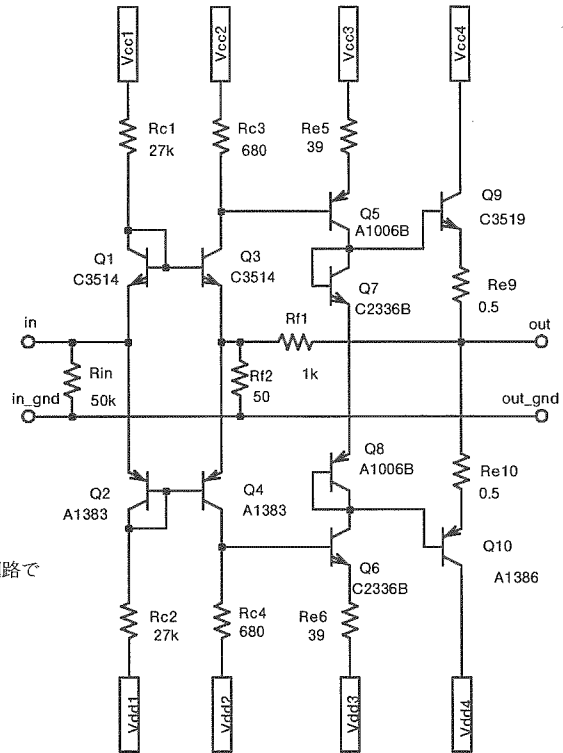 Vcc1
Vcc2
Vcc3
Vcc4
Rc1
27k
Rc3
680
Re5
39
Q5
A1006B
Q9
C3519
Q1
C3514
Q3
C3514
Q7
C2336B
Re9
0.5
in
Rf1
1k
out
Rin
50k
Rf2
50
in_gnd
out_gnd
Q8
A1006B
Re10
0.5
Q2
A1383
Q4
A1383
Q6
C2336B
Q10
A1386
路で
Rc2
27k
Rc4
680
Re6
39
Vdd1
Vdd2
Vdd3
Vdd4